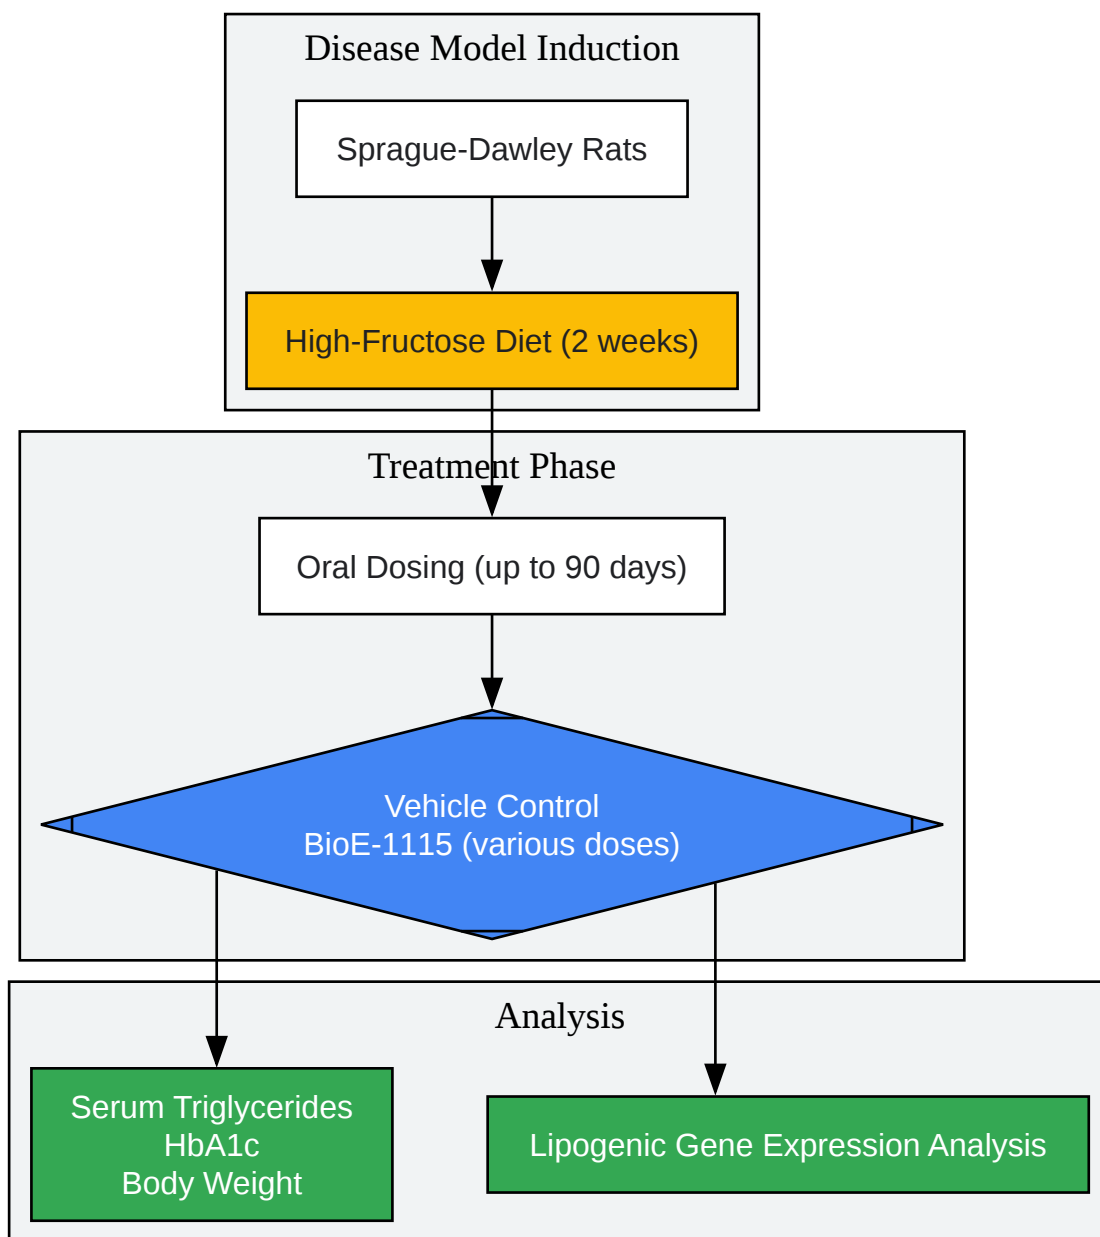 Disease Model Induction
Sprague-Dawley Rats
High-Fructose Diet (2 weeks)
Treatment Phase
Oral Dosing (up to 90 days)
Vehicle Control
BioE-1115 (various doses)
Analysis
Serum Triglycerides
HbA1c
Body Weight
Lipogenic Gene Expression Analysis